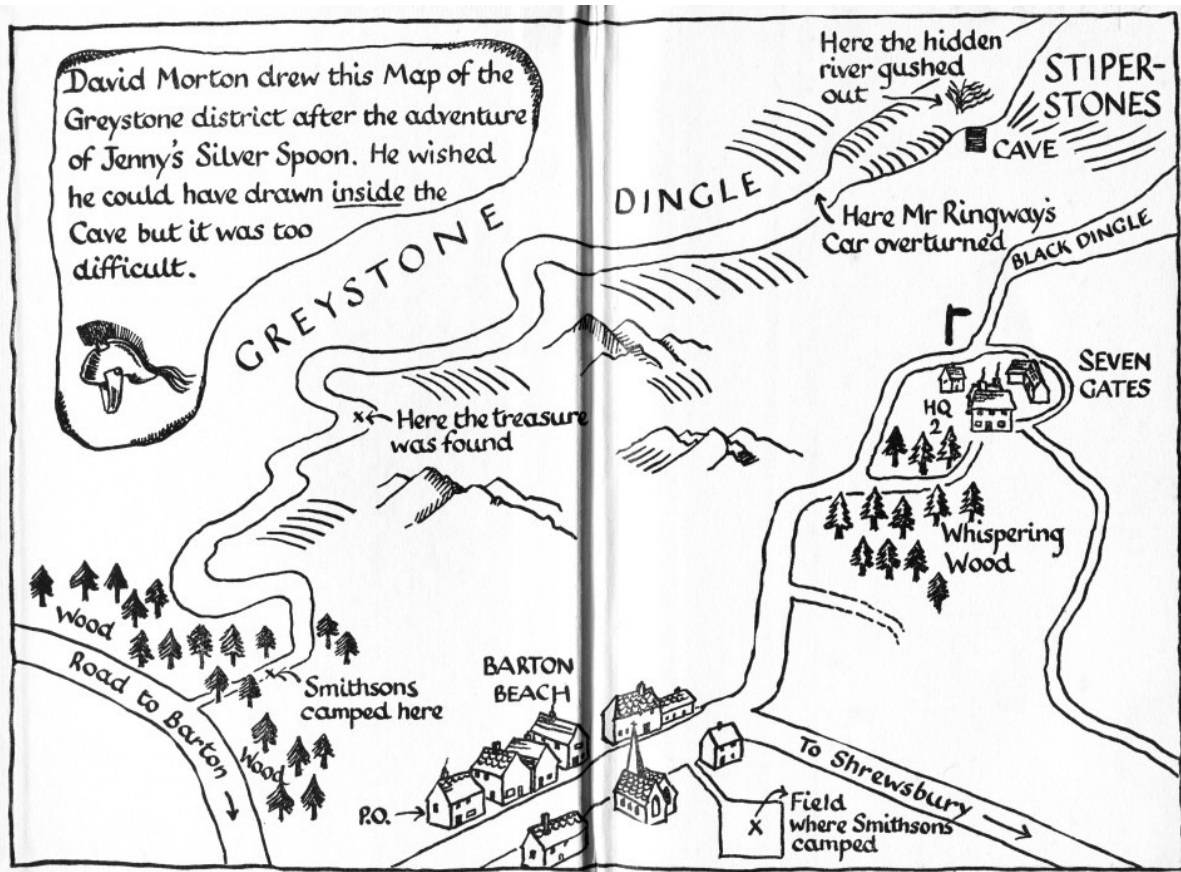 David Morton drew this Map of the
Greystone district after the adventure
of Jenny's Silver Spoon. He wished
he could have drawn inside the
Cave but it was too
difficult.
Here the hidden
river gushed
out
STIPER-
STONES
CAVE
GREYSTONE DINGLE
Here Mr Ringway's
Car overturned
BLACK DINGLE
SEVEN
GATES
HQ
2
x Here the treasure
was found
Whispering
Wood
Wood
Road to Barton
x Smithsons
camped here
Wood
BARTON
BEACH
P.O.
To Shrewsbury
x Field
where Smithsons
camped